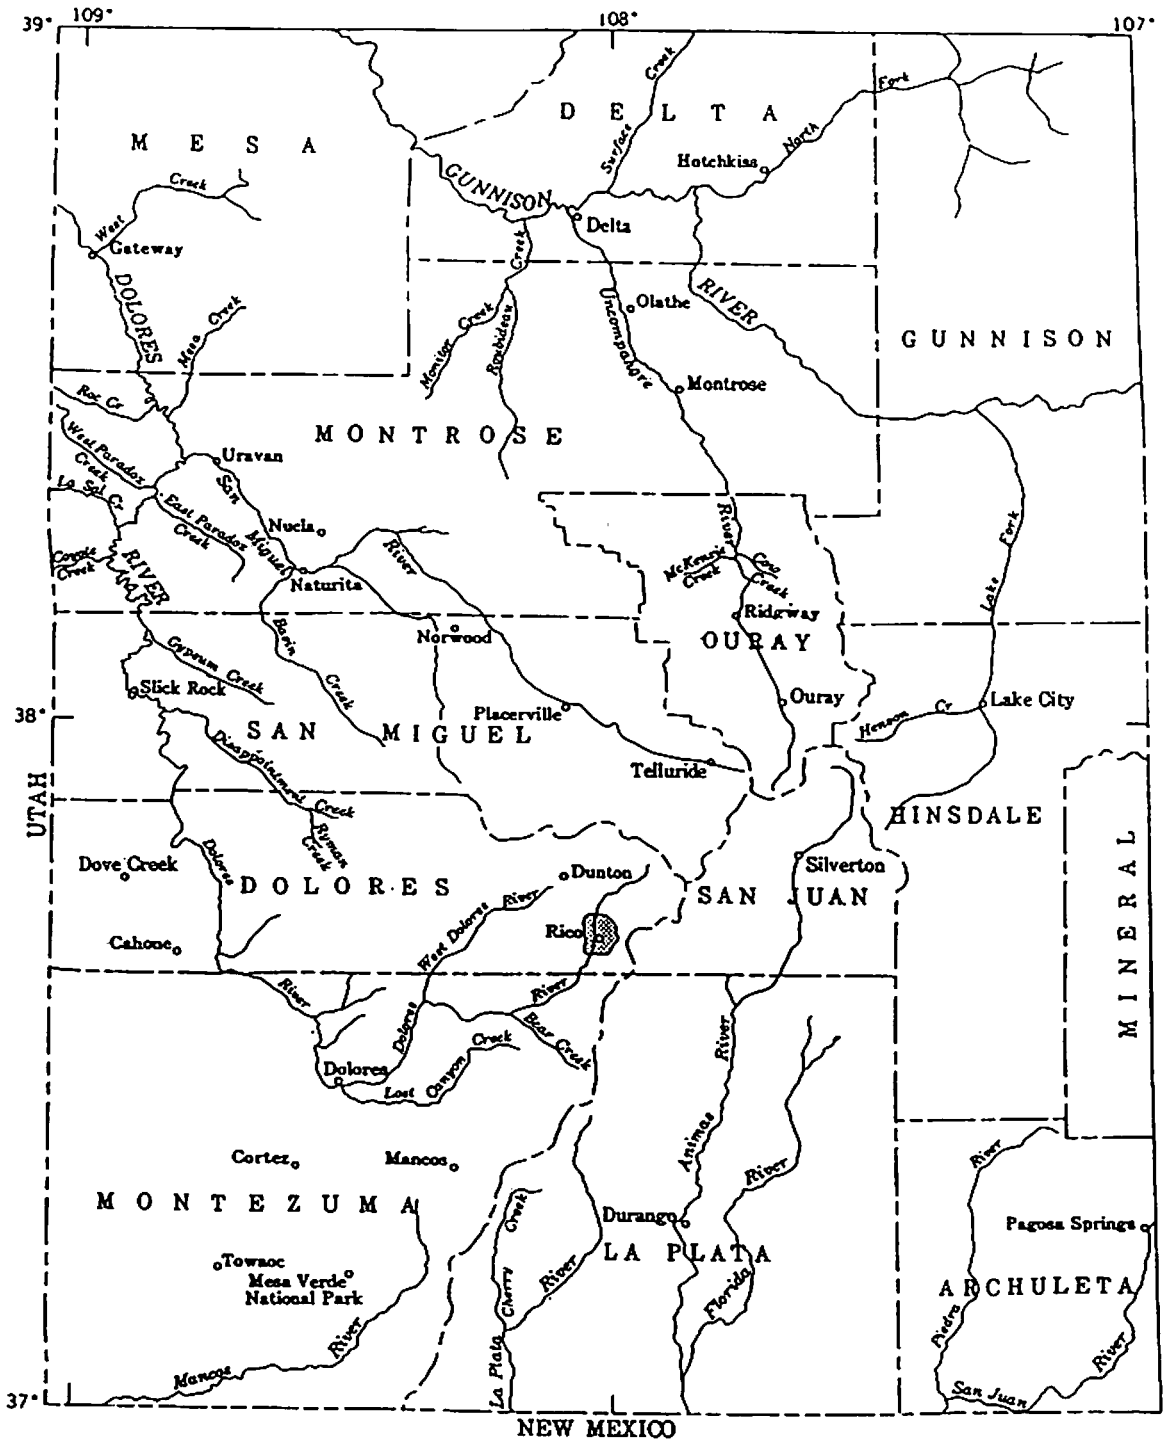 39°
109°
108°
107°
MESA
DELTA
Surface Creek
North Fork
Hotchkiss
West Creek
GUNNISON
Delta
Gateway
DOLORES
Mesa Creek
Creek
Monitor Creek
Roubideau
Uncompahgre
Olathe
RIVER
GUNNISON
Montrose
Roc Cr
MONTROSE
West Paradox
Creek
Uravan
San
La Sal Cr
East Paradox
Creek
Nucla
Miguel
River
River
Coyote
Creek
RIVER
Naturita
McKenzie
Creek
Cow
Creek
Lake Fork
Ridgway
OURAY
Basin Creek
Norwood
Gypsum Creek
Slick Rock
38°
SAN MIGUEL
Placerville
Ouray
Henson Cr
Lake City
Disappointment Creek
Telluride
UTAH
HINSDALE
Ryman
Creek
Dove Creek
Dolores
DOLORES
Dunton
West Dolores River
SAN JUAN
Silverton
MINERAL
Rico
Cahone
River
Dolores
River
Bear Creek
River
Dolores
Lost Canyon Creek
Animas
Cortez
Mancos
River
River
MONTEZUMA
Creek
Durango
Pagosa Springs
LA PLATA
Towaoc
Mesa Verde
National Park
Cherry
River
Florida
ARCHULETA
Piedra
River
River
Mancos
La Plata
San Juan
37°
NEW MEXICO